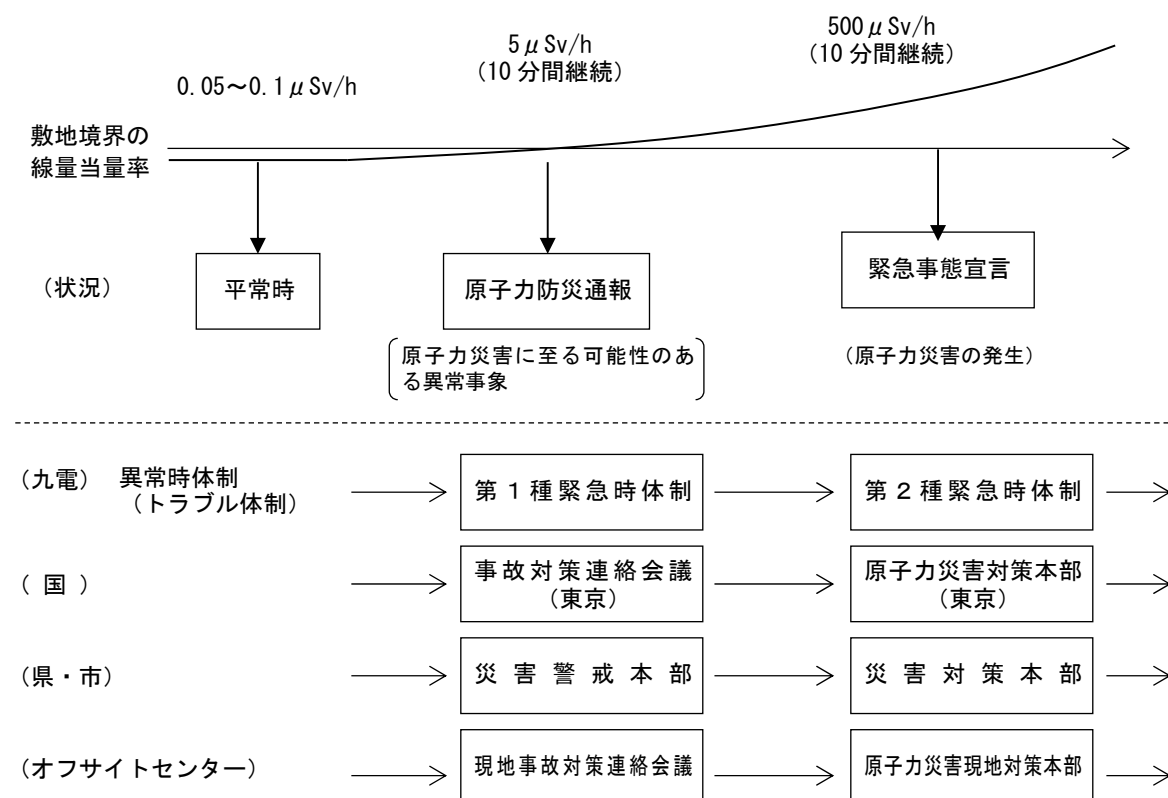 500μSv/h
(10分間継続)
5μSv/h
(10分間継続)
0.05～0.1μSv/h
敷地境界の
線量当量率
(状況)
平常時
原子力防災通報
緊急事態宣言
原子力災害に至る可能性のあ
る異常事象
(原子力災害の発生)
(九電) 異常時体制
(トラブル体制)
第1種緊急時体制
第2種緊急時体制
(国)
事故対策連絡会議
(東京)
原子力災害対策本部
(東京)
(県・市)
災害警戒本部
災害対策本部
(オフサイトセンター)
現地事故対策連絡会議
原子力災害現地対策本部